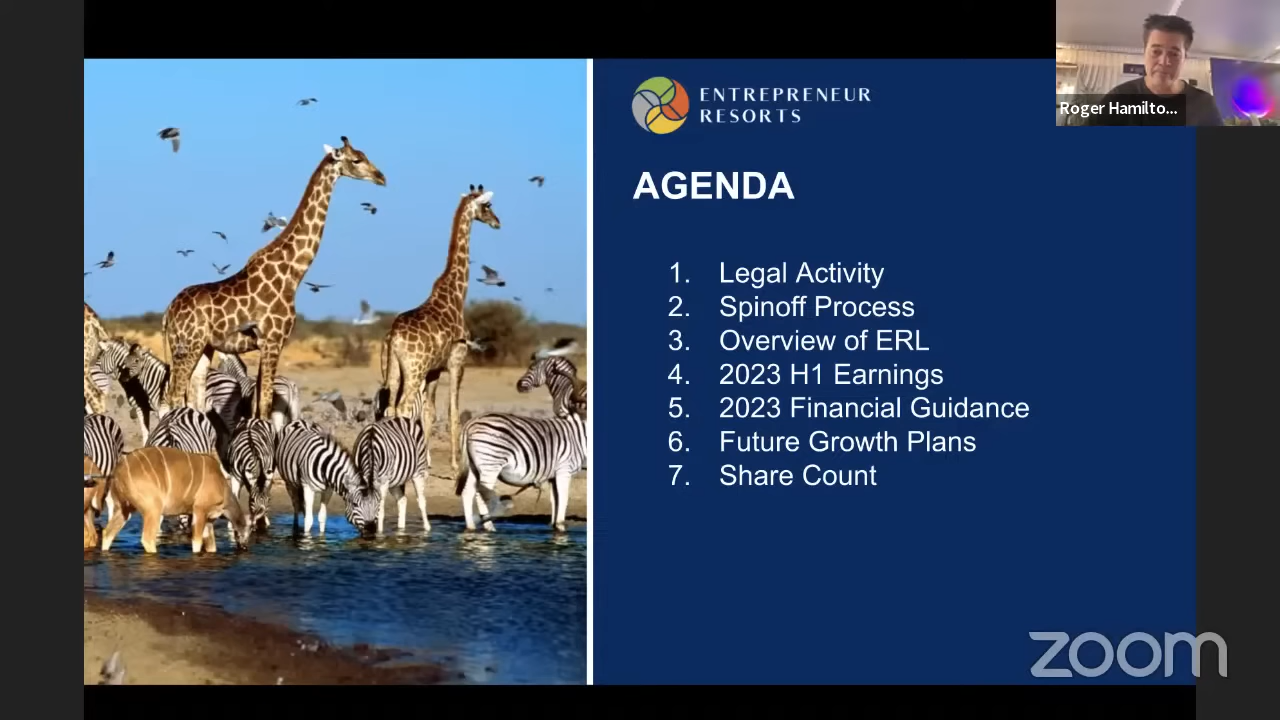 ENTREPRENEUR
RESORTS
Roger Hamilto...
AGENDA
1. Legal Activity
2. Spinoff Process
3. Overview of ERL
4. 2023 H1 Earnings
5. 2023 Financial Guidance
6. Future Growth Plans
7. Share Count
zoom